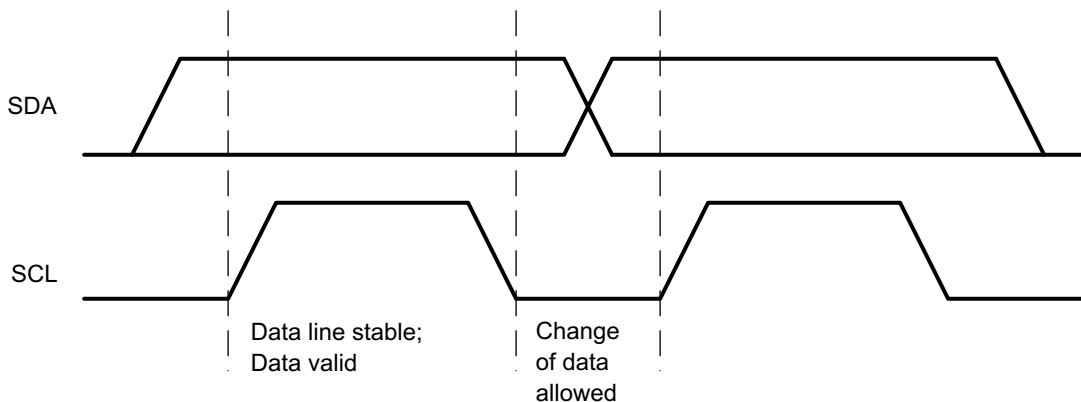 SDA
SCL
Data line stable;
Data valid
Change
of data
allowed